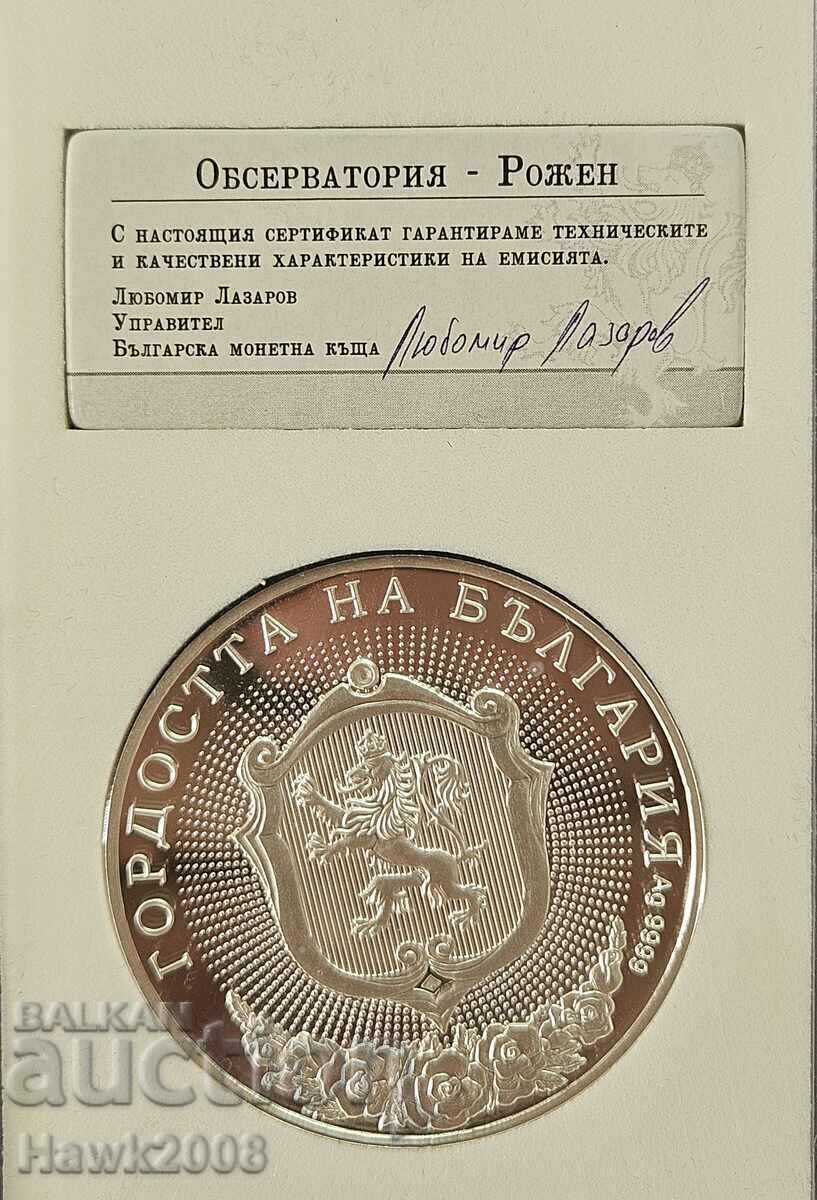 Обсерватория - Рожен
С настоящия сертификат гарантираме техническите
и качествени характеристики на емисията.
Любомир Лазаров
Управител
Българска монетна къща Любомир Лазаров
ГОРДОСТТА НА БЪЛГАРИЯ
Ag 9999
BALKAN
auction
Hawk2008